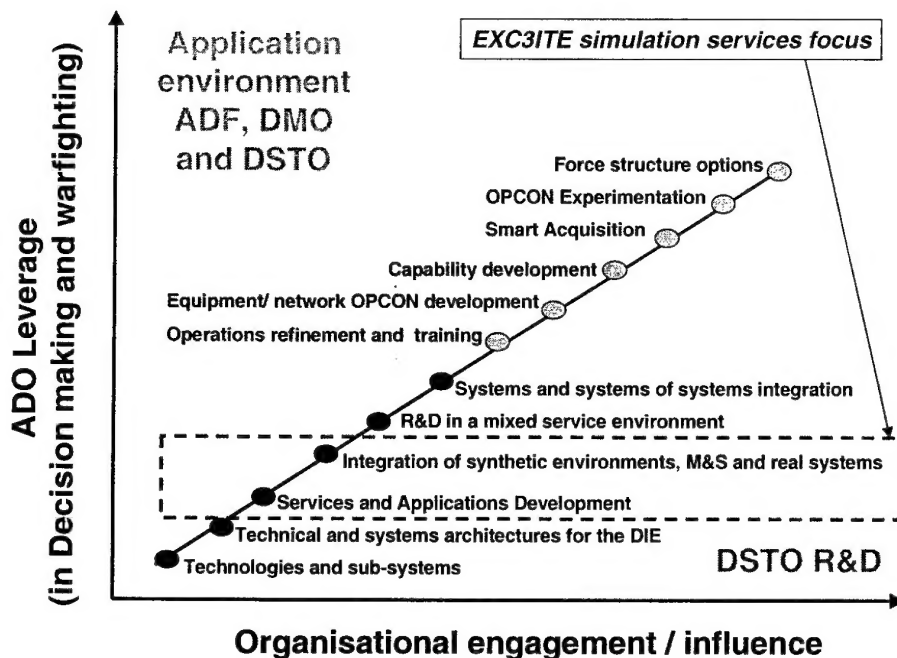 Application
environment
ADF, DMO
and DSTO
EXC3ITE simulation services focus
ADO Leverage
(in Decision making and warfighting)
Force structure options
OPCON Experimentation
Smart Acquisition
Capability development
Equipment/ network OPCON development
Operations refinement and training
Systems and systems of systems integration
R&D in a mixed service environment
Integration of synthetic environments, M&S and real systems
Services and Applications Development
Technical and systems architectures for the DIE
Technologies and sub-systems
DSTO R&D
Organisational engagement / influence